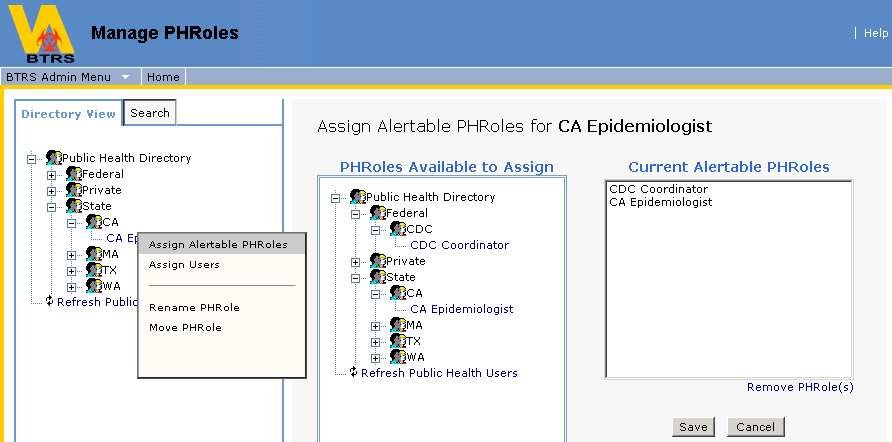 BTRS
Manage PHRoles
| Help
BTRS Admin Menu
Home
Directory View
Search
Public Health Directory
Federal
Private
State
CA
CA Ep
MA
TX
WA
Refresh Public
Assign Alertable PHRoles
Assign Users
Rename PHRole
Move PHRole
Assign Alertable PHRoles for CA Epidemiologist
PHRoles Available to Assign
Public Health Directory
Federal
CDC
CDC Coordinator
Private
State
CA
CA Epidemiologist
MA
TX
WA
Refresh Public Health Users
Current Alertable PHRoles
CDC Coordinator
CA Epidemiologist
Remove PHRole(s)
Save
Cancel